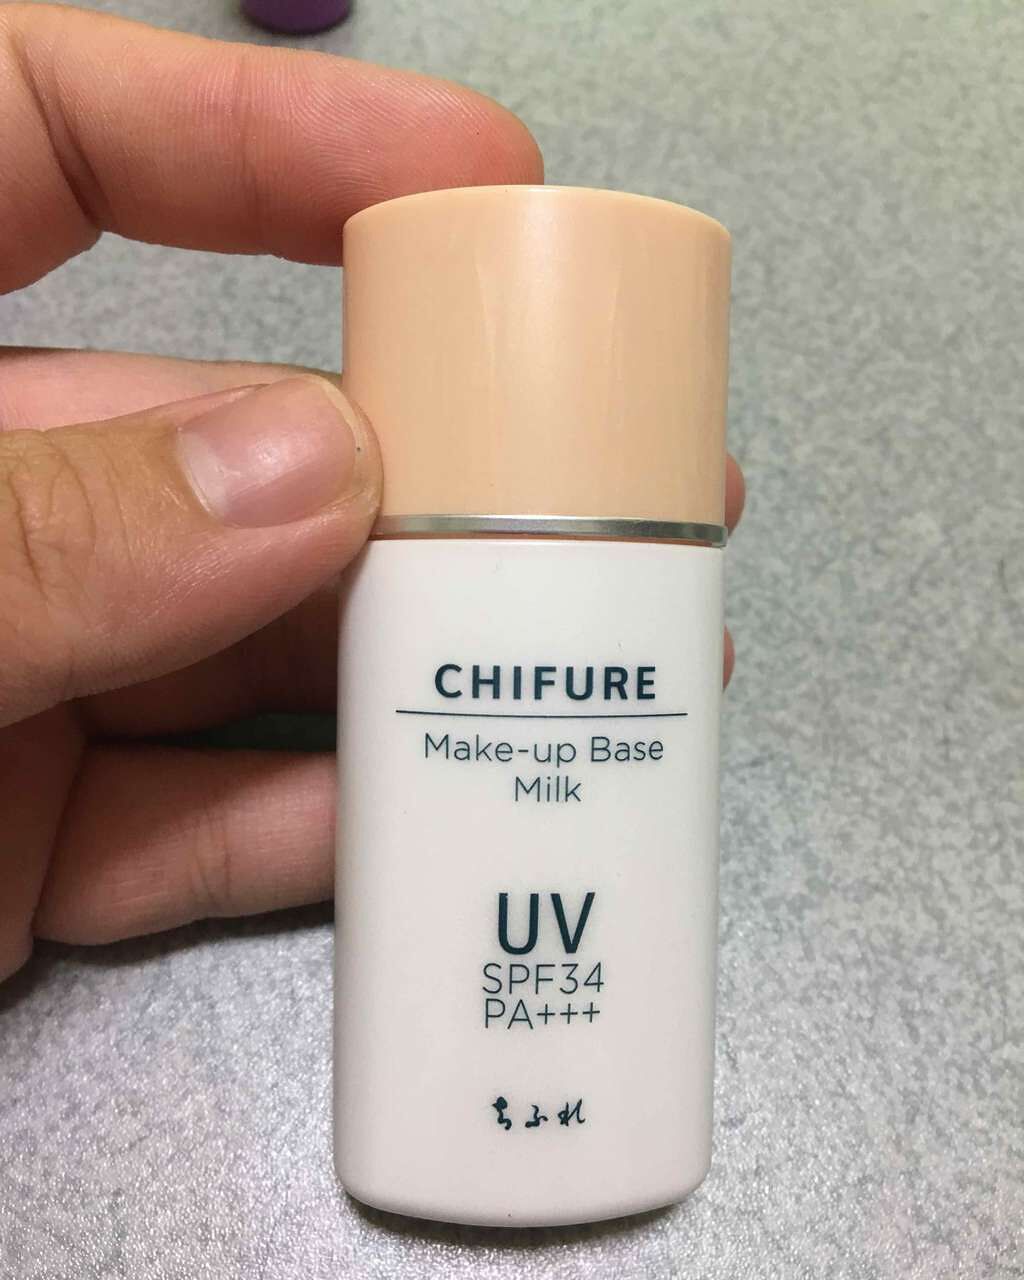 CHIFURE
Make-up Base
Milk
UV
SPF34
PA+++
ちふれ